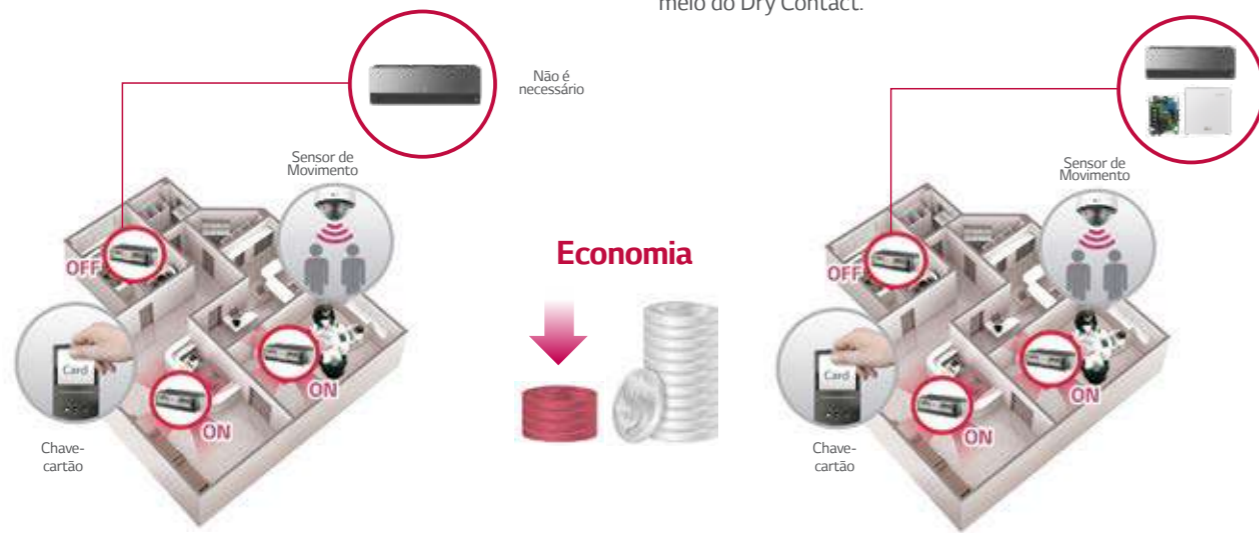 meio do Dry Contact.
Não é
necessário
Sensor de
Movimento
OFF
Card
ON
ON
Chave-
cartão
Economia
Sensor de
Movimento
OFF
Card
ON
ON
Chave-
cartão